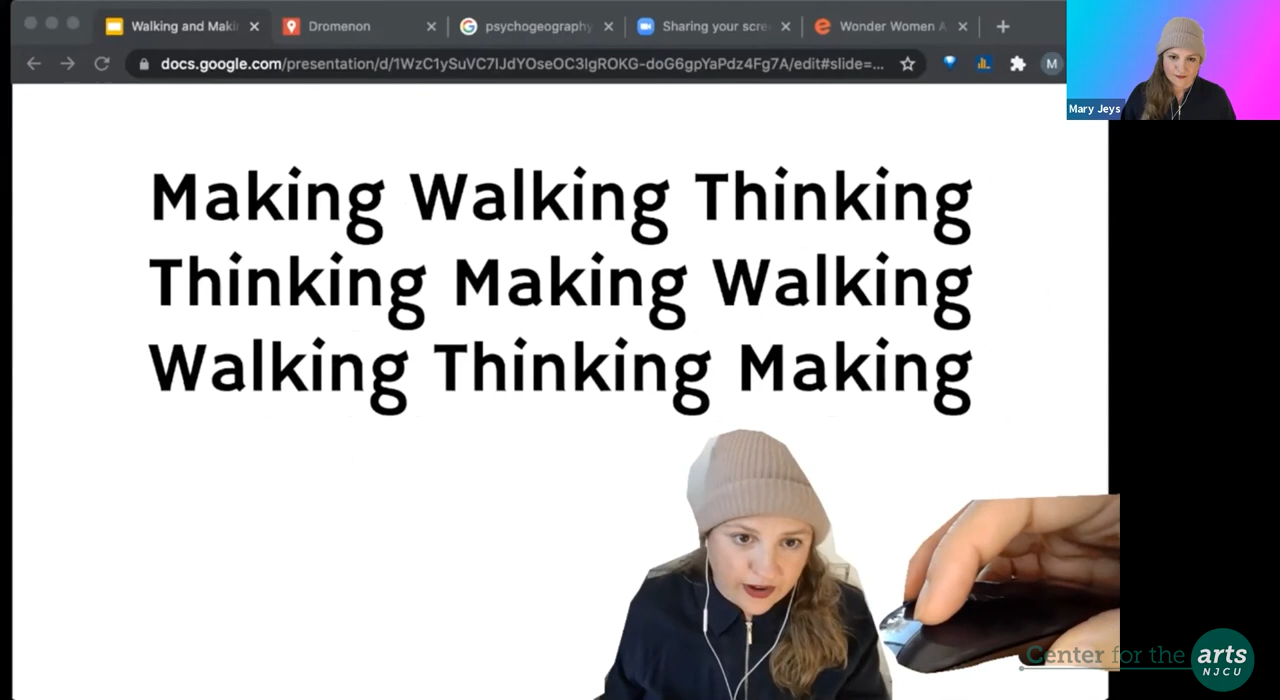 Walking and Maki
Dromenon
psychogeography
Sharing your scre
Wonder Women A
docs.google.com/presentation/d/1WzC1ySuVC7IJdYOseOC3lgROKG-doG6gpYaPdz4Fg7A/edit#slide=...
M
Mary Jeys
Making Walking Thinking
Thinking Making Walking
Walking Thinking Making
Center for the arts
NJCU